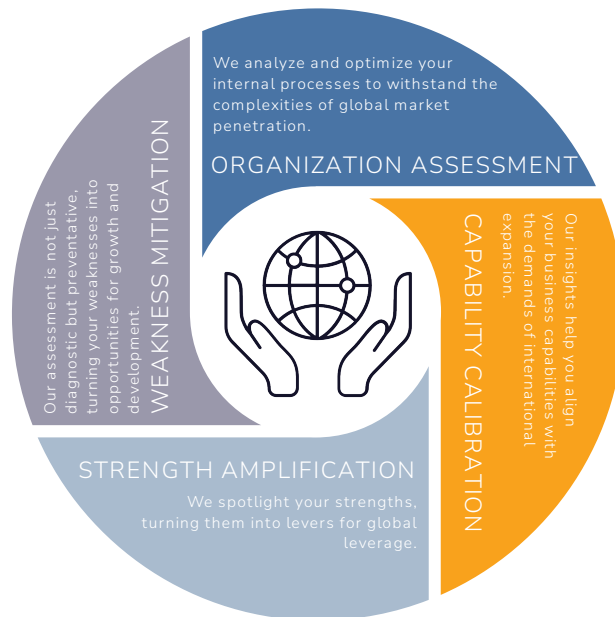 We analyze and optimize your
internal processes to withstand the
complexities of global market
penetration.
ORGANIZATION ASSESSMENT
CAPABILITY CALIBRATION
Our insights help you align
your business capabilities with
the demands of international
expansion.
STRENGTH AMPLIFICATION
We spotlight your strengths,
turning them into levers for global
leverage.
Our assessment is not just
diagnostic but preventative,
turning your weaknesses into
opportunities for growth and
development.
WEAKNESS MITIGATION